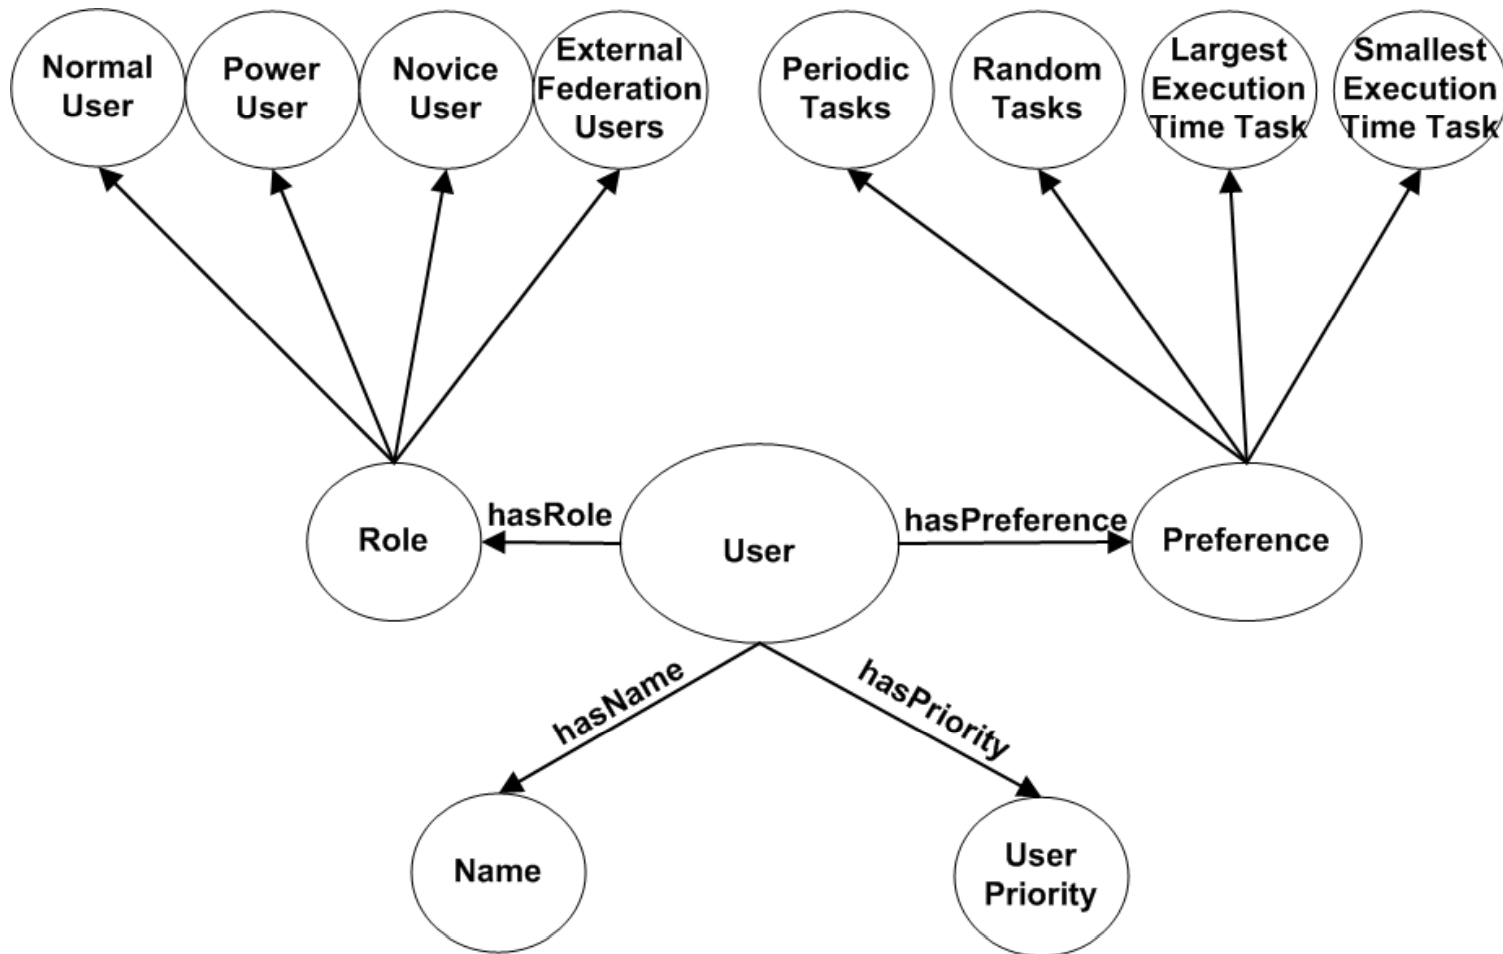 Normal
User
Power
User
Novice
User
External
Federation
Users
Periodic
Tasks
Random
Tasks
Largest
Execution
Time Task
Smallest
Execution
Time Task
Role
hasRole
User
hasPreference
Preference
hasName
hasPriority
Name
User
Priority